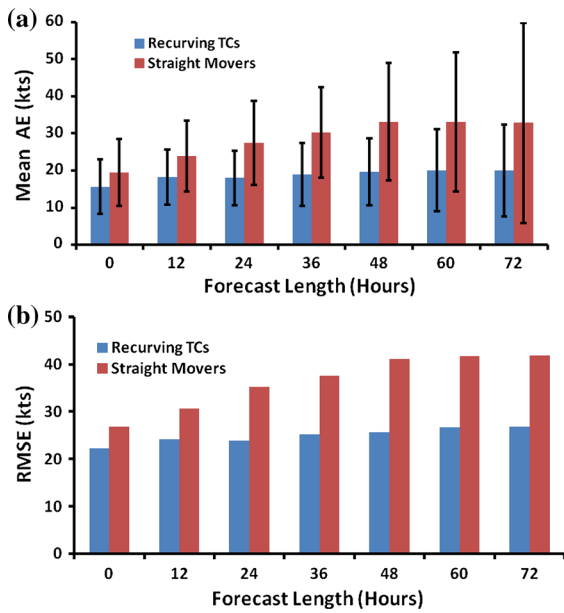 (a)
60
50
40
30
20
10
0
Mean AE (kts)
Recurving TCs
Straight Movers
0 12 24 36 48 60 72
Forecast Length (Hours)
(b)
50
40
30
20
10
0
RMSE (kts)
Recurving TCs
Straight Movers
0 12 24 36 48 60 72
Forecast Length (Hours)